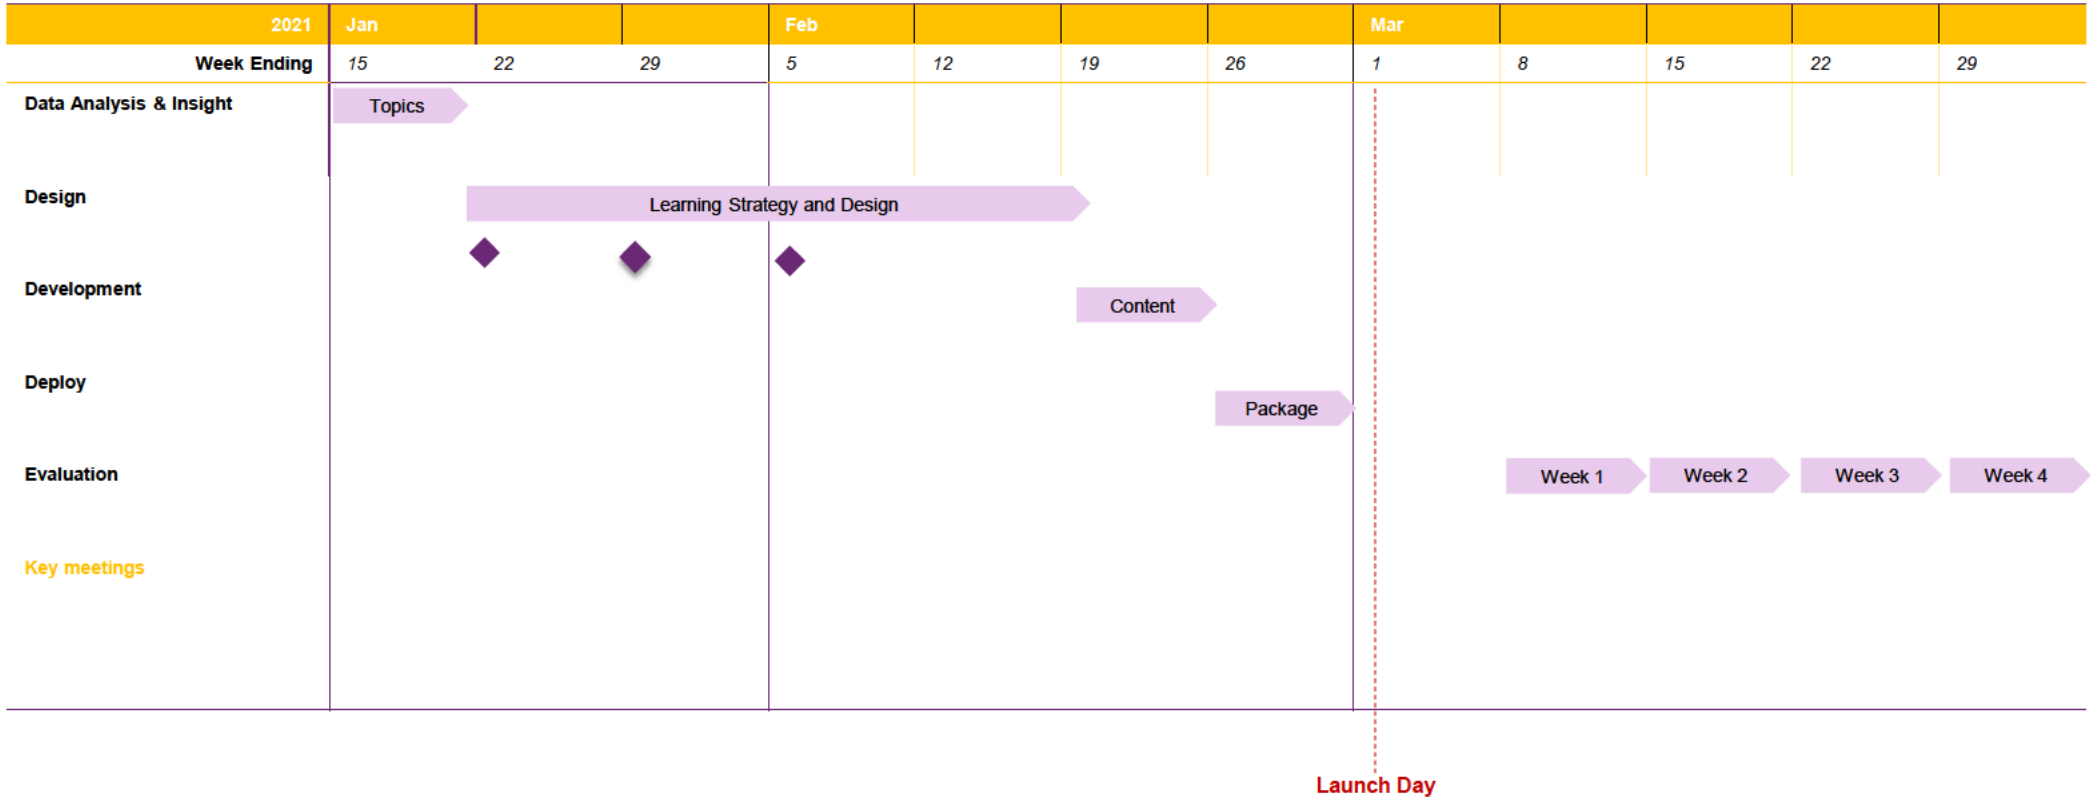 2021 Jan Feb Mar
Week Ending 15 22 29 5 12 19 26 1 8 15 22 29
Data Analysis & Insight Topics
Design Learning Strategy and Design
Development Content
Deploy Package
Evaluation Week 1 Week 2 Week 3 Week 4
Key meetings
Launch Day